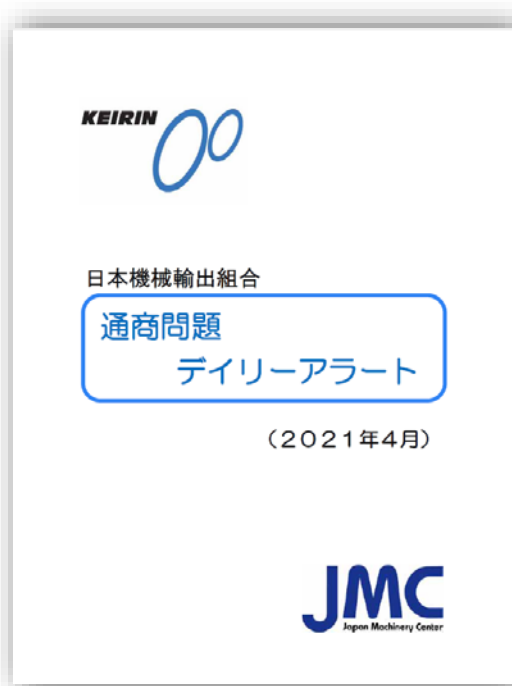 KEIRIN
日本機械輸出組合
通商問題
デイリーアラート
（２０２１年４月）
JMC
Japan Machinery Center